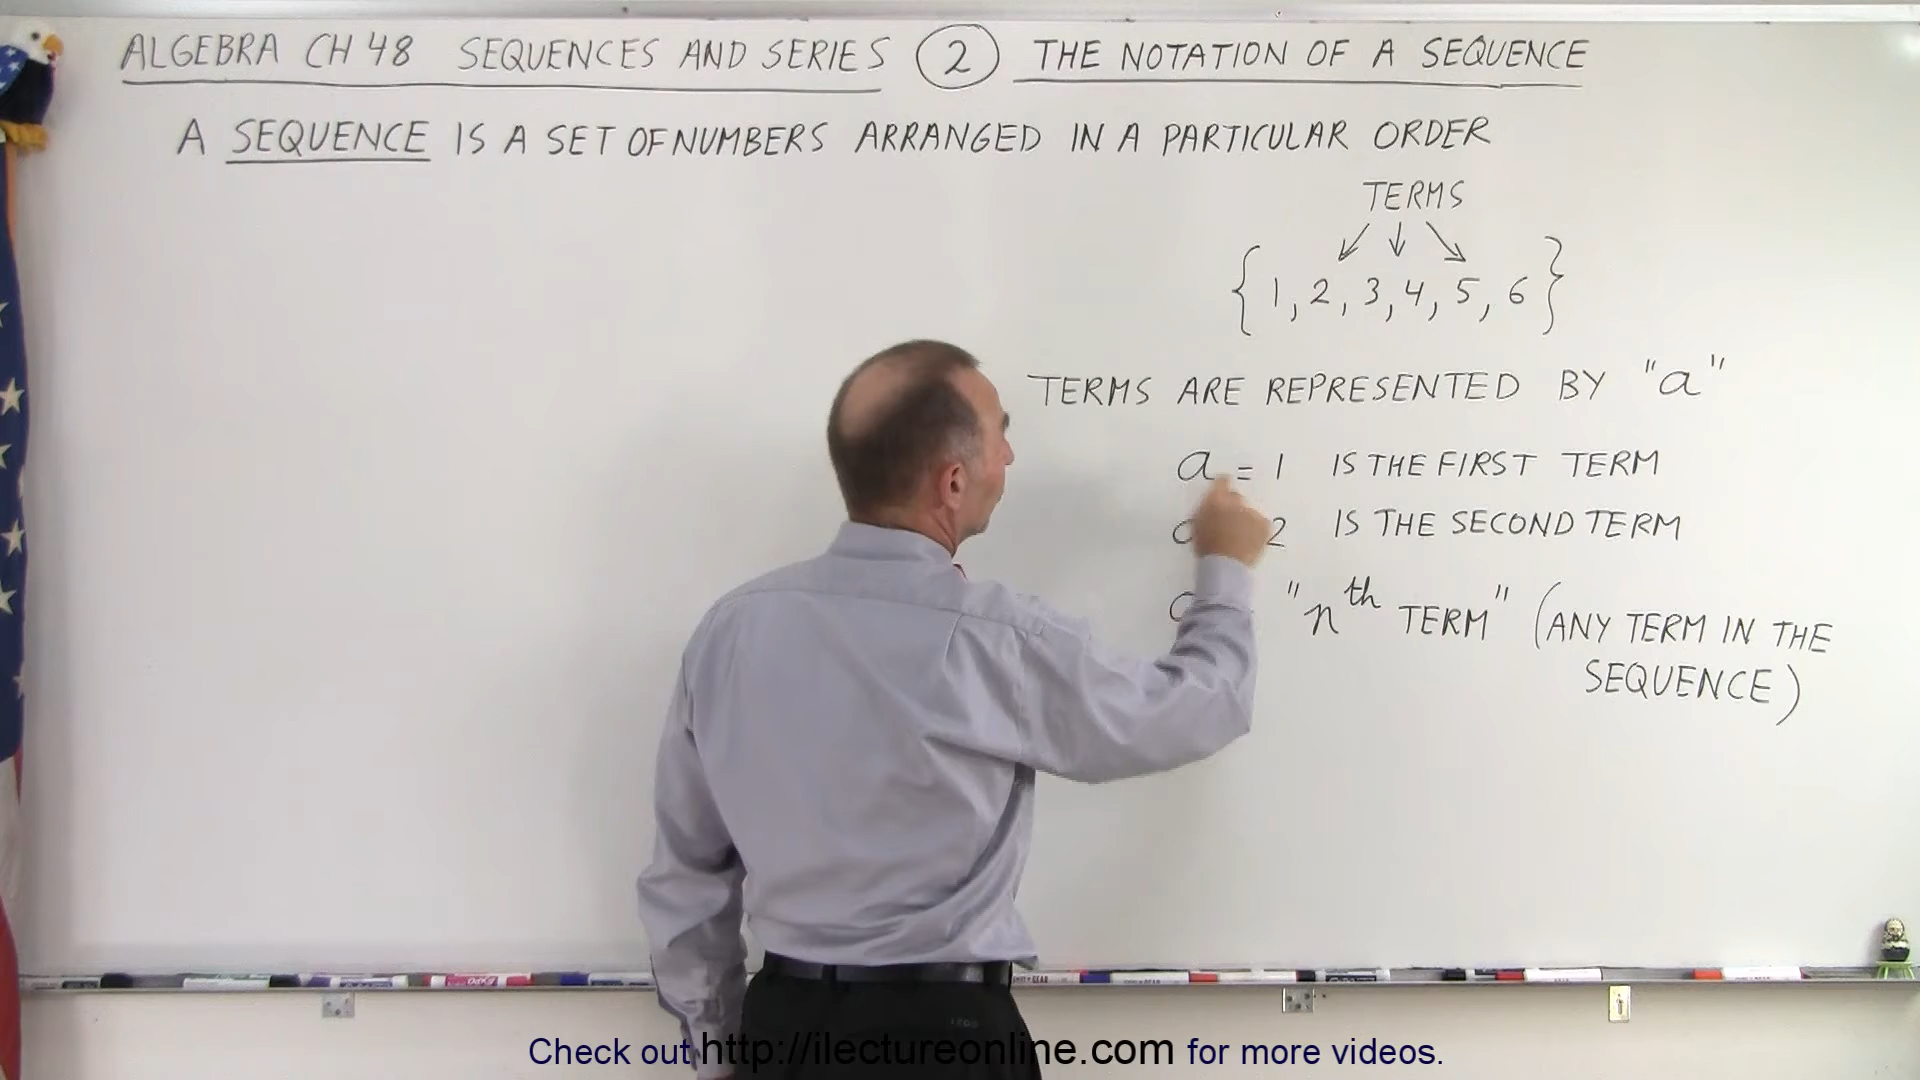 ALGEBRA CH 48 SEQUENCES AND SERIES 2 THE NOTATION OF A SEQUENCE
A SEQUENCE IS A SET OF NUMBERS ARRANGED IN A PARTICULAR ORDER
TERMS
{1, 2, 3, 4, 5, 6}
TERMS ARE REPRESENTED BY "a"
a = 1 IS THE FIRST TERM
2 IS THE SECOND TERM
"nth TERM" (ANY TERM IN THE
SEQUENCE)
Check out http://ilectureonline.com for more videos.